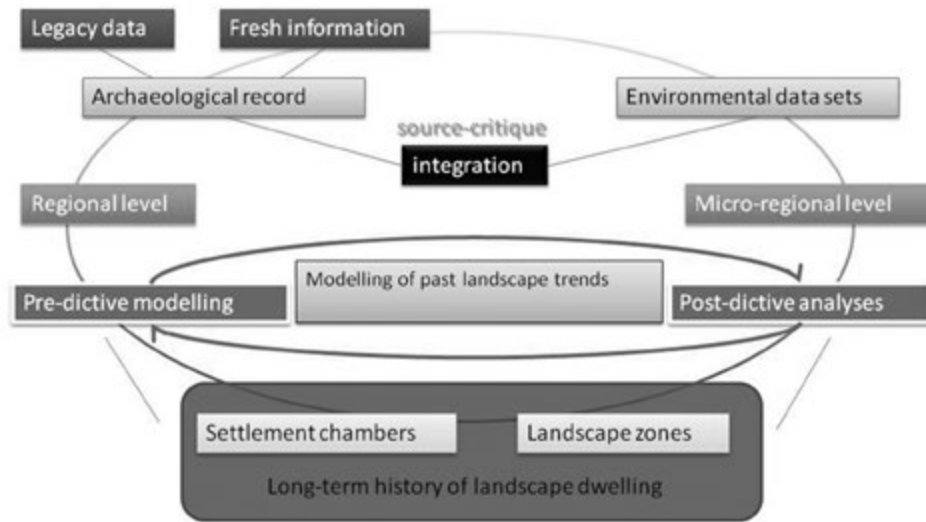 Legacy data
Fresh information
Archaeological record
Environmental data sets
source-critique
integration
Regional level
Micro-regional level
Modelling of past landscape trends
Pre-dictive modelling
Post-dictive analyses
Settlement chambers
Landscape zones
Long-term history of landscape dwelling